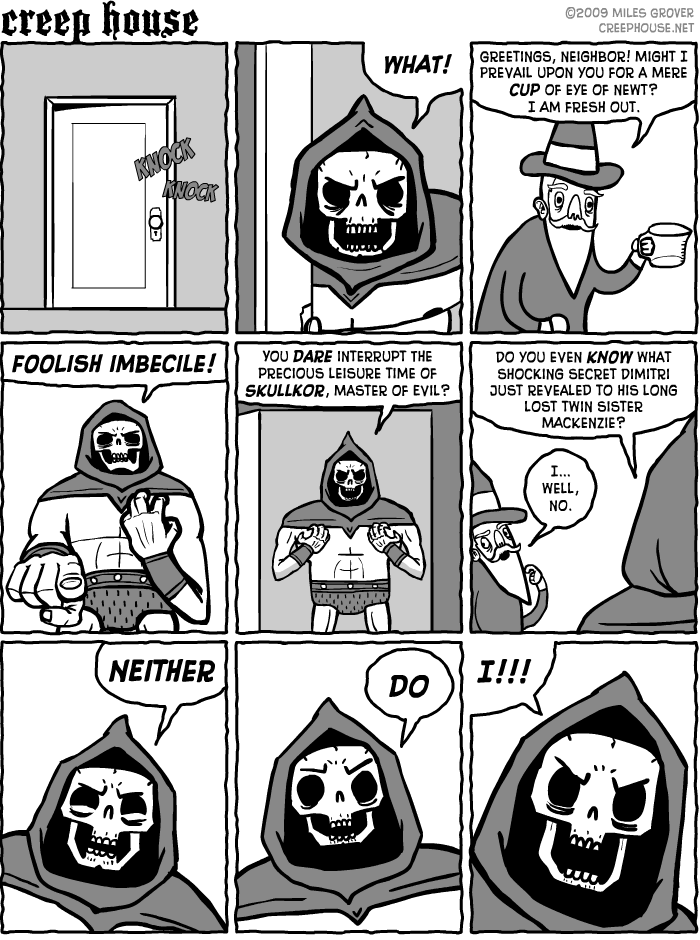 creep house
©2009 MILES GROVER
CREEPHOUSE.NET
KNOCK
KNOCK
WHAT!
GREETINGS, NEIGHBOR! MIGHT I
PREVAIL UPON YOU FOR A MERE
CUP OF EYE OF NEWT?
I AM FRESH OUT.
FOOLISH IMBECILE!
YOU DARE INTERRUPT THE
PRECIOUS LEISURE TIME OF
SKULLKOR, MASTER OF EVIL?
DO YOU EVEN KNOW WHAT
SHOCKING SECRET DIMITRI
JUST REVEALED TO HIS LONG
LOST TWIN SISTER
MACKENZIE?
I...
WELL,
NO.
NEITHER
DO
I!!!